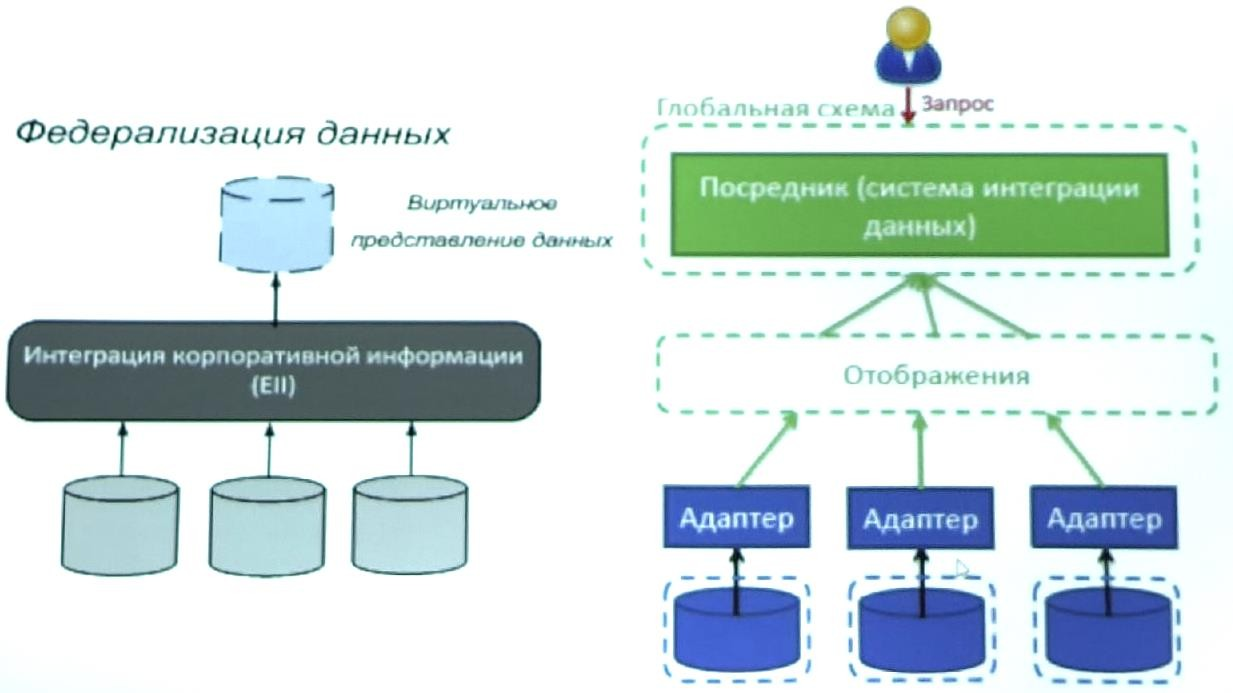 Федерализация данных
Виртуальное
представление данных
Интеграция корпоративной информации
(EII)
Глобальная схема
Запрос
Посредник (система интеграции
данных)
Отображения
Адаптер
Адаптер
Адаптер